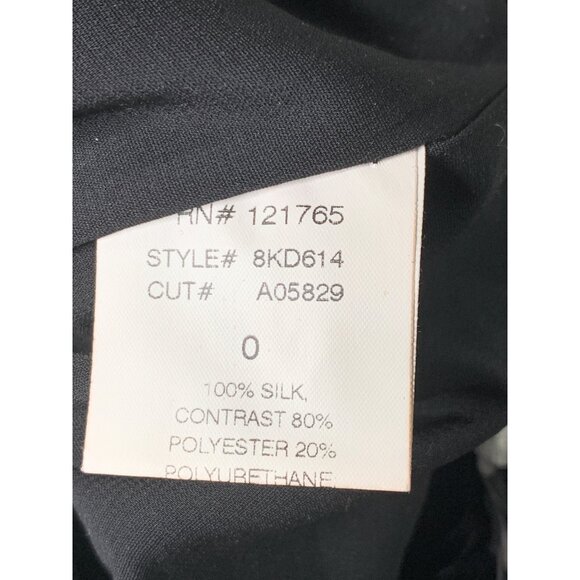 RN# 121765
STYLE# 8KD614
CUT# A05829
0
100% SILK,
CONTRAST 80%
POLYESTER 20%
POLYURETHANE